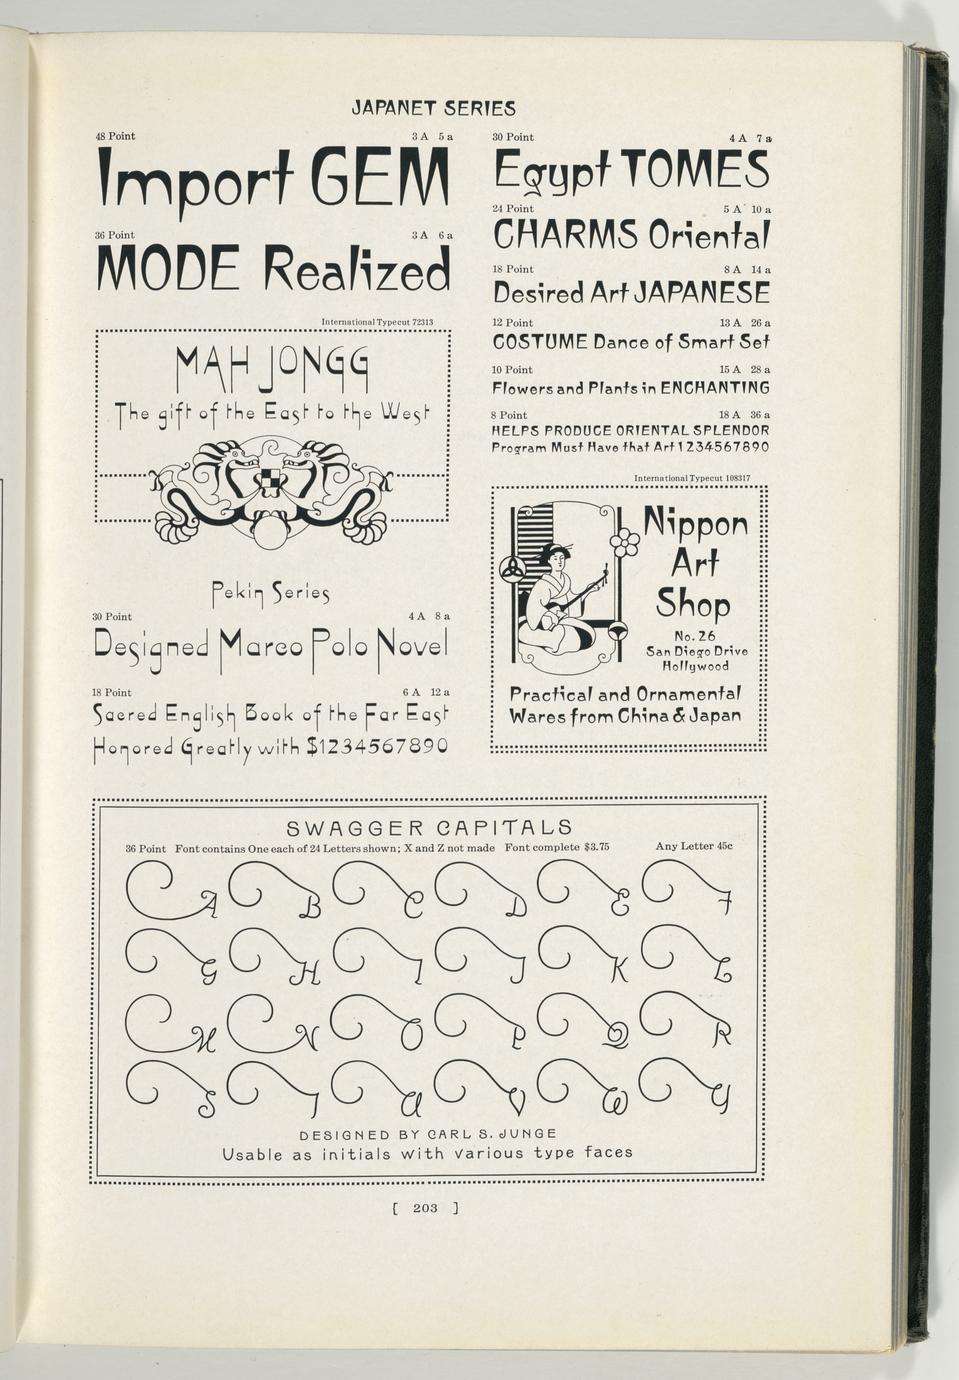 JAPANET SERIES
48 Point 3 A 5 a
Import GEM
36 Point 3 A 6 a
MODE Realized
International Typecut 72313
MAH JONGG
The gift of the East to the West
Pekin Series
30 Point 4 A 8 a
Designed Marco Polo Novel
18 Point 6 A 12 a
Sacred English Book of the Far East
Honored Greatly with $1234567890
30 Point 4 A 7 a
Egypt TOMES
24 Point 5 A 10 a
CHARMS Oriental
18 Point 8 A 14 a
Desired Art JAPANESE
12 Point 13 A 26 a
COSTUME Dance of Smart Set
10 Point 15 A 28 a
Flowers and Plants in ENCHANTING
8 Point 18 A 36 a
HELPS PRODUCE ORIENTAL SPLENDOR
Program Must Have that Art 1234567890
International Typecut 108317
Nippon
Art
Shop
No. 26
San Diego Drive
Hollywood
Practical and Ornamental
Wares from China & Japan
SWAGGER CAPITALS
36 Point Font contains One each of 24 Letters shown; X and Z not made Font complete $3.75 Any Letter 45c
A B C D E F
G H I J K L
M N O P Q R
S T U V W Y
DESIGNED BY CARL S. JUNGE
Usable as initials with various type faces
[ 203 ]